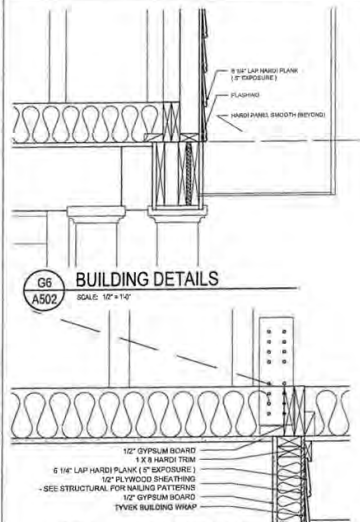 6 1/4" LAP HARDI PLANK
( 5" EXPOSURE )
FLASHING
HARDI PANEL SMOOTH (BEYOND)
G6
A502
BUILDING DETAILS
SCALE: 1/2" = 1'-0"
1/2" GYPSUM BOARD
1 X 8 HARDI TRIM
6 1/4" LAP HARDI PLANK ( 5" EXPOSURE )
1/2" PLYWOOD SHEATHING
- SEE STRUCTURAL FOR NAILING PATTERNS
1/2" GYPSUM BOARD
TYVEK BUILDING WRAP